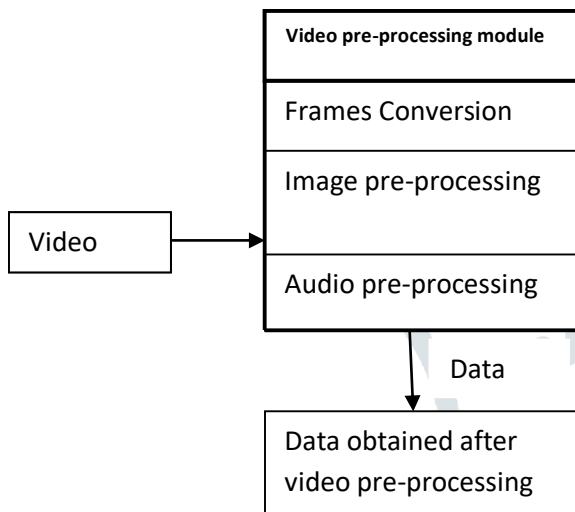 Video pre-processing module
Frames Conversion
Image pre-processing
Video
Audio pre-processing
Data
Data obtained after
video pre-processing